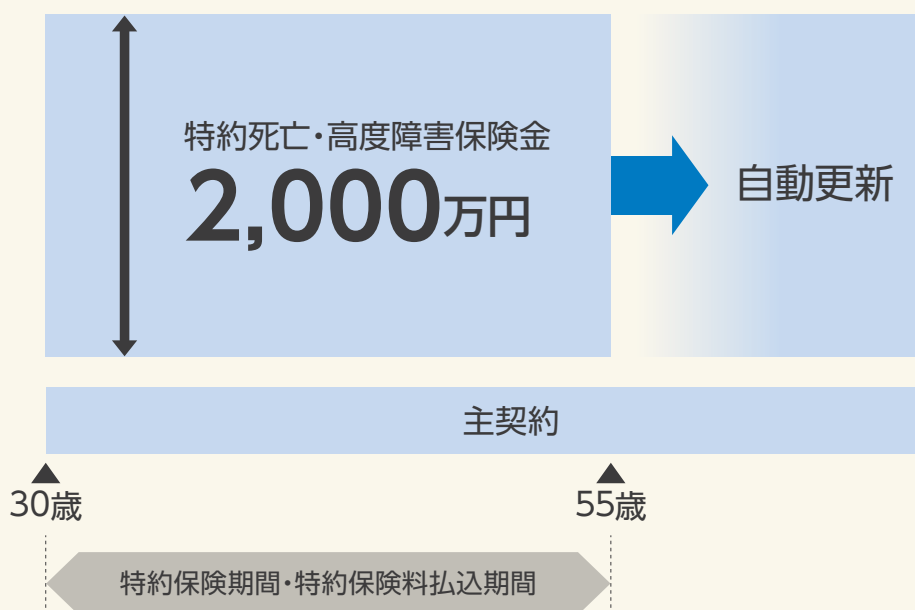 特約死亡・高度障害保険金
2,000万円
自動更新
主契約
30歳
55歳
特約保険期間・特約保険料払込期間